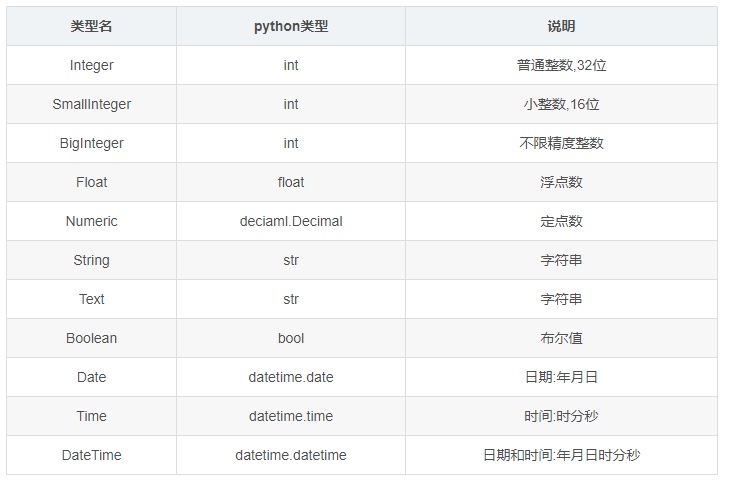 类型名 python类型 说明
Integer int 普通整数,32位
SmallInteger int 小整数,16位
BigInteger int 不限精度整数
Float float 浮点数
Numeric deciaml.Decimal 定点数
String str 字符串
Text str 字符串
Boolean bool 布尔值
Date datetime.date 日期:年月日
Time datetime.time 时间:时分秒
DateTime datetime.datetime 日期和时间:年月日时分秒